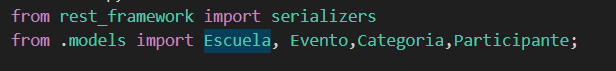 from rest_framework import serializers
from .models import Escuela, Evento,Categoria,Participante;